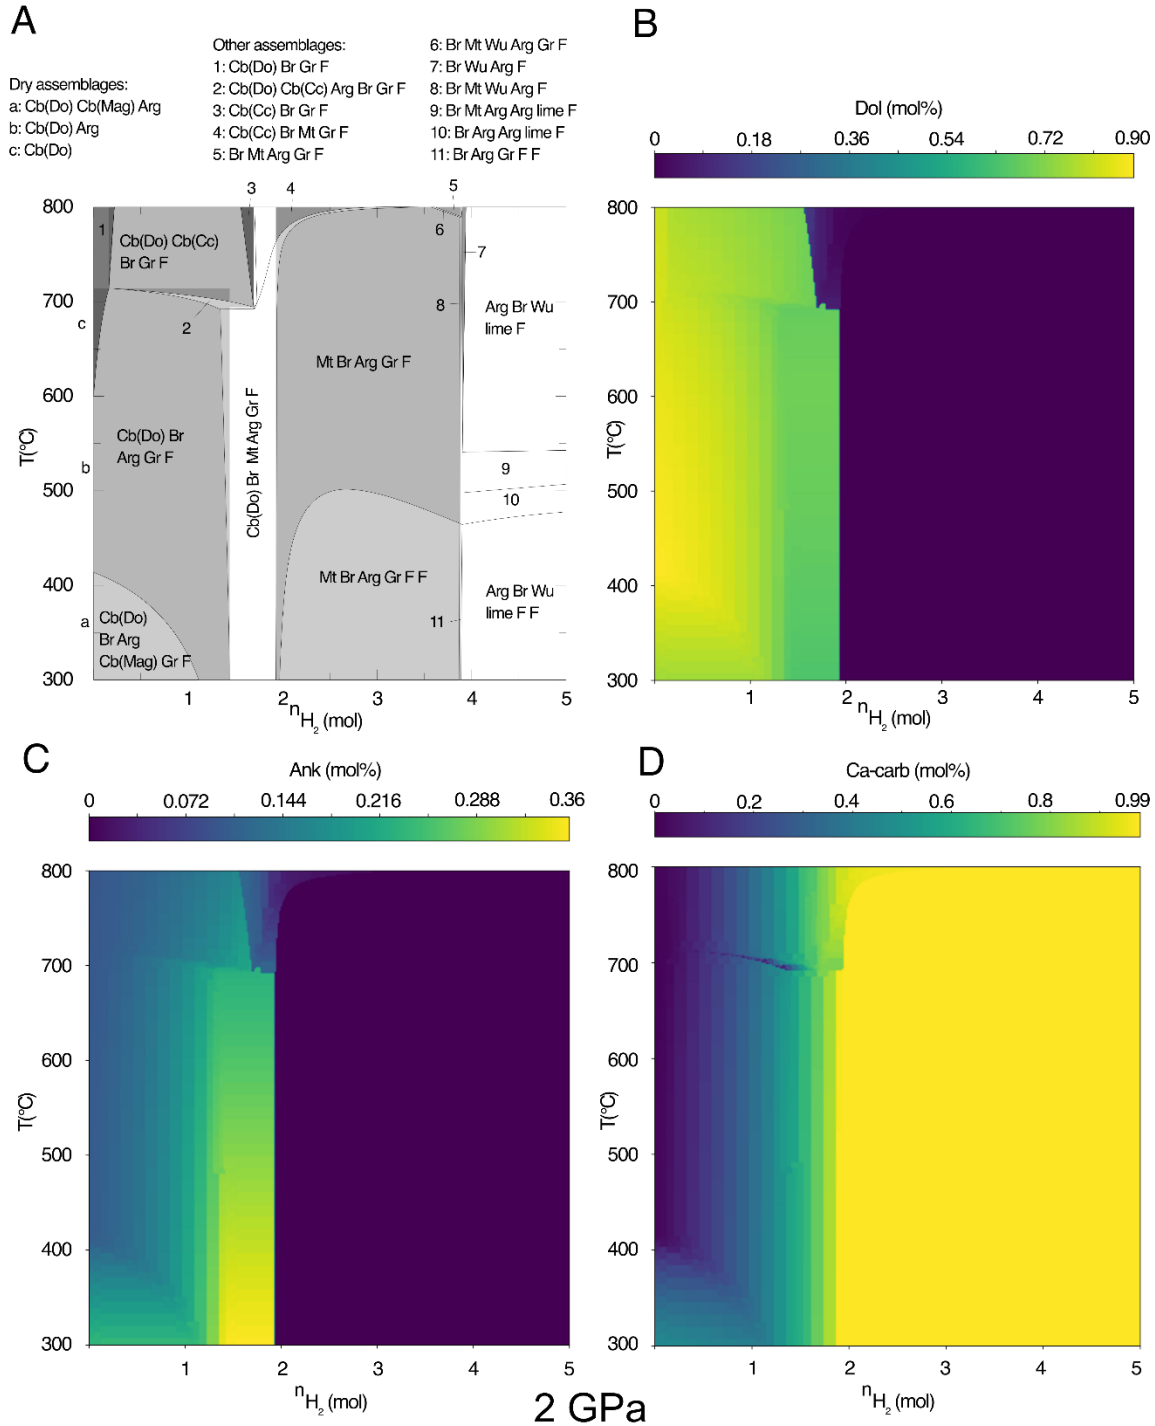 A
Dry assemblages:
a: Cb(Do) Cb(Mag) Arg
b: Cb(Do) Arg
c: Cb(Do)
Other assemblages:
1: Cb(Do) Br Gr F
2: Cb(Do) Cb(Cc) Arg Br Gr F
3: Cb(Cc) Br Gr F
4: Cb(Cc) Br Mt Gr F
5: Br Mt Arg Gr F
6: Br Mt Wu Arg Gr F
7: Br Wu Arg F
8: Br Mt Wu Arg F
9: Br Mt Arg Arg lime F
10: Br Arg Arg lime F
11: Br Arg Gr F F
3 4 5
800
1
Cb(Do) Cb(Cc)
Br Gr F
6
7
700
c
2
8
Arg Br Wu
lime F
Mt Br Arg Gr F
600
T(°C)
Cb(Do) Br
Arg Gr F
Cb(Do) Br Mt Arg Gr F
b
9
500
10
400
Mt Br Arg Gr F F
a
Cb(Do)
Br Arg
Cb(Mag) Gr F
11
Arg Br Wu
lime F F
300
1 2 3 4 5
nH2 (mol)
B
Dol (mol%)
0 0.18 0.36 0.54 0.72 0.90
800
700
600
T(°C)
500
400
300
1 2 3 4 5
nH2 (mol)
C
Ank (mol%)
0 0.072 0.144 0.216 0.288 0.36
800
700
600
T(°C)
500
400
300
1 2 3 4 5
nH2 (mol)
D
Ca-carb (mol%)
0 0.2 0.4 0.6 0.8 0.99
800
700
600
T(°C)
500
400
300
1 2 3 4 5
nH2 (mol)
2 GPa